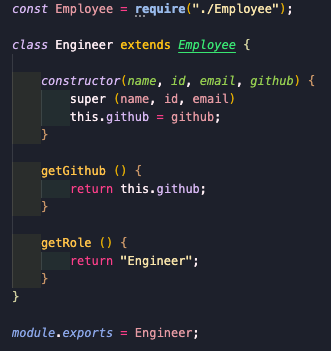 const Employee = require("./Employee");
class Engineer extends Employee {
constructor(name, id, email, github) {
super (name, id, email)
this.github = github;
}
getGithub () {
return this.github;
}
getRole () {
return "Engineer";
}
}
module.exports = Engineer;